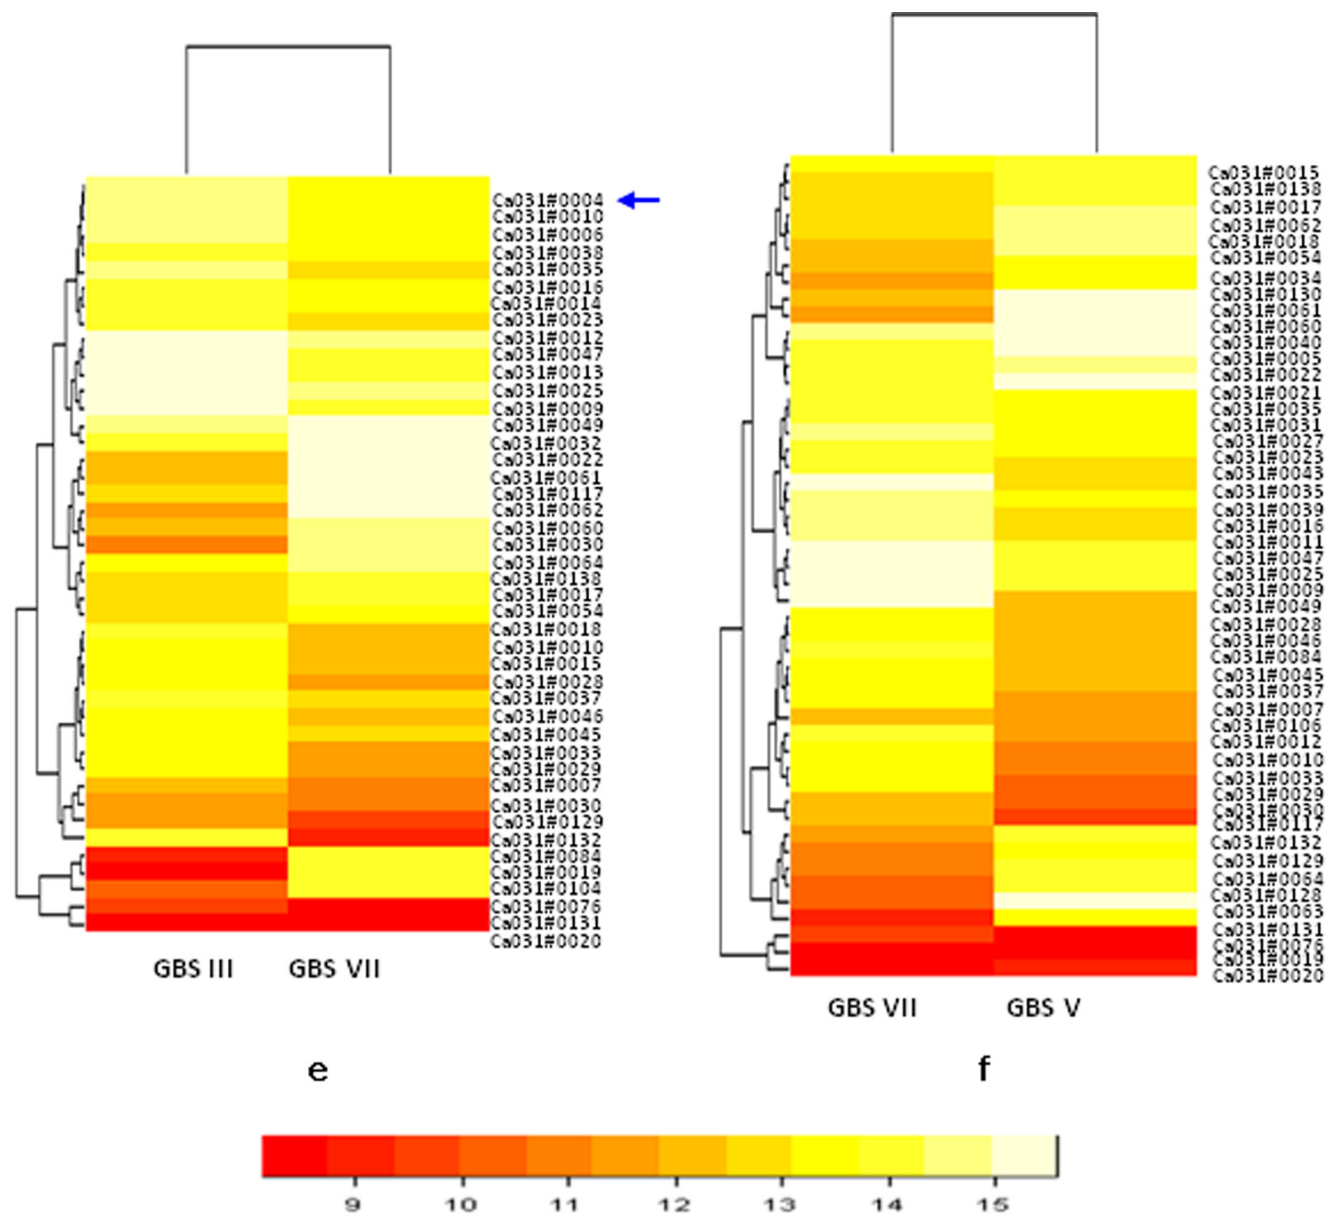 Ca031#0004
Ca031#0010
Ca031#0006
Ca031#0038
Ca031#0035
Ca031#0016
Ca031#0014
Ca031#0023
Ca031#0012
Ca031#0047
Ca031#0013
Ca031#0025
Ca031#0009
Ca031#0049
Ca031#0032
Ca031#0022
Ca031#0061
Ca031#0117
Ca031#0062
Ca031#0060
Ca031#0030
Ca031#0064
Ca031#0138
Ca031#0017
Ca031#0054
Ca031#0018
Ca031#0010
Ca031#0015
Ca031#0028
Ca031#0037
Ca031#0046
Ca031#0045
Ca031#0033
Ca031#0029
Ca031#0007
Ca031#0030
Ca031#0129
Ca031#0132
Ca031#0084
Ca031#0019
Ca031#0104
Ca031#0076
Ca031#0131
Ca031#0020
GBS III GBS VII
e
Ca031#0015
Ca031#0138
Ca031#0017
Ca031#0062
Ca031#0018
Ca031#0054
Ca031#0034
Ca031#0130
Ca031#0061
Ca031#0060
Ca031#0040
Ca031#0005
Ca031#0022
Ca031#0021
Ca031#0035
Ca031#0031
Ca031#0027
Ca031#0023
Ca031#0043
Ca031#0035
Ca031#0039
Ca031#0016
Ca031#0011
Ca031#0047
Ca031#0025
Ca031#0009
Ca031#0049
Ca031#0028
Ca031#0046
Ca031#0084
Ca031#0045
Ca031#0037
Ca031#0007
Ca031#0106
Ca031#0012
Ca031#0010
Ca031#0033
Ca031#0029
Ca031#0030
Ca031#0117
Ca031#0132
Ca031#0129
Ca031#0064
Ca031#0128
Ca031#0063
Ca031#0131
Ca031#0076
Ca031#0019
Ca031#0020
GBS VII GBS V
f
9 10 11 12 13 14 15